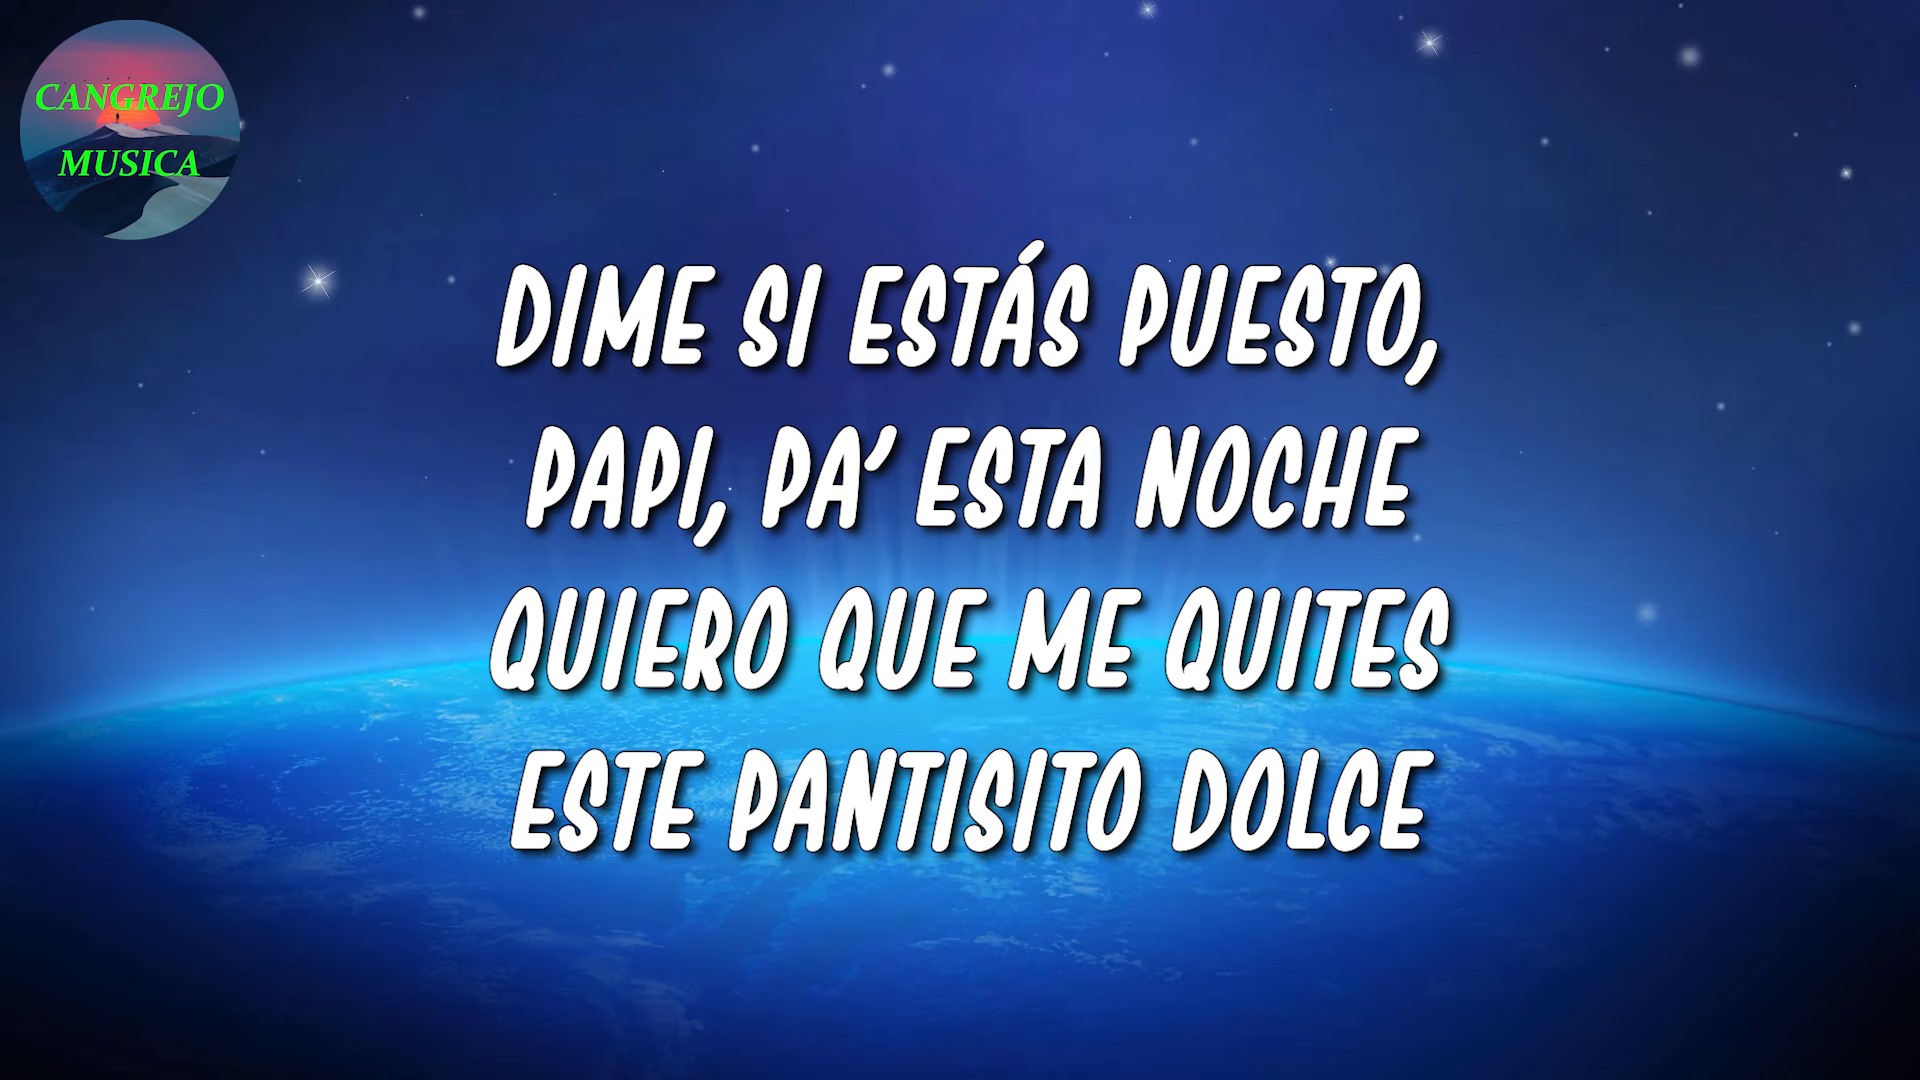 CANGREJO
MUSICA
DIME SI ESTÁS PUESTO,
PAPI, PA' ESTA NOCHE
QUIERO QUE ME QUITES
ESTE PANTISITO DOLCE